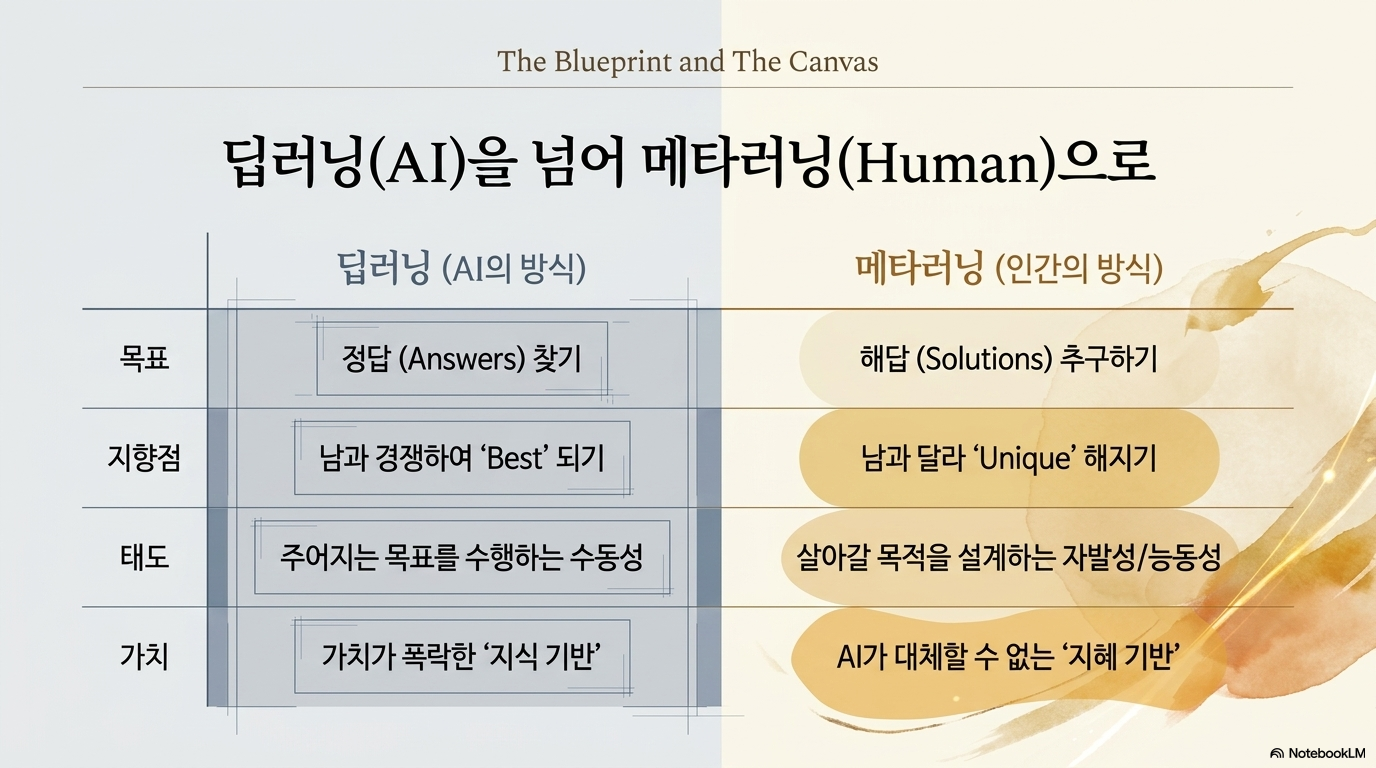 The Blueprint and The Canvas
딥러닝(AI)을 넘어 메타러닝(Human)으로
딥러닝 (AI의 방식)
메타러닝 (인간의 방식)
목표
정답 (Answers) 찾기
해답 (Solutions) 추구하기
지향점
남과 경쟁하여 ‘Best’ 되기
남과 달라 ‘Unique’ 해지기
태도
주어지는 목표를 수행하는 수동성
살아갈 목적을 설계하는 자발성/능동성
가치
가치가 폭락한 ‘지식 기반’
AI가 대체할 수 없는 ‘지혜 기반’
NotebookLM